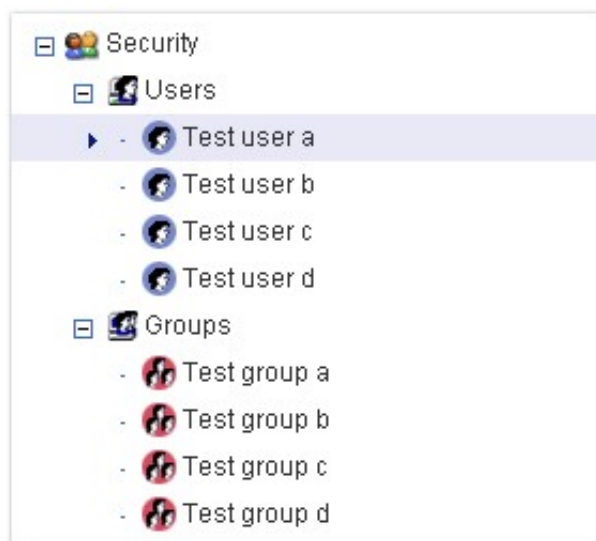 Security
Users
Test user a
Test user b
Test user c
Test user d
Groups
Test group a
Test group b
Test group c
Test group d